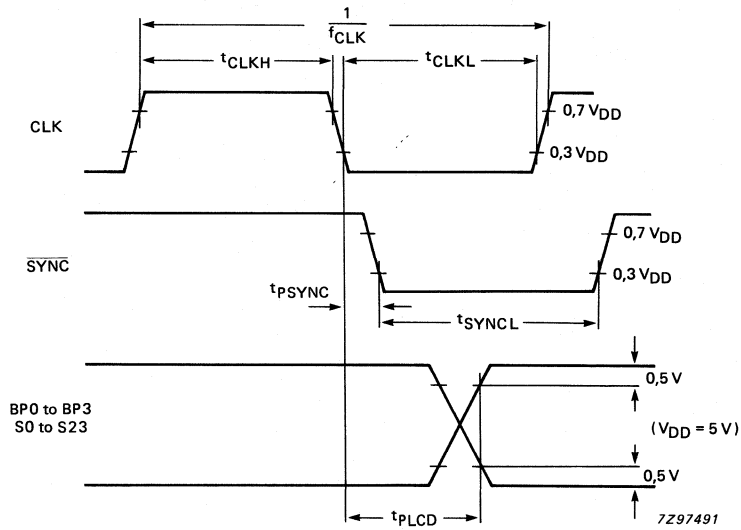 1
fCLK
tCLKH
tCLKL
CLK
0,7 VDD
0,3 VDD
SYNC
0,7 VDD
0,3 VDD
tPSYNC
tSYNCL
BP0 to BP3
S0 to S23
0,5 V
(VDD = 5 V)
0,5 V
tPLCD
7Z97491